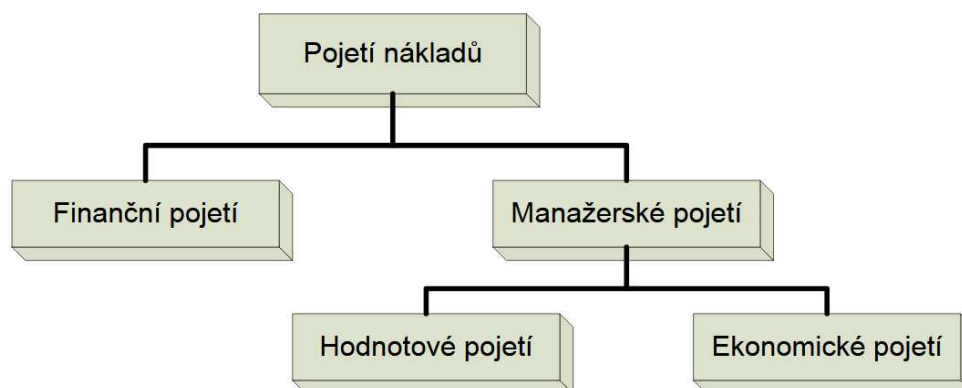 Pojetí nákladů
Finanční pojetí
Manažerské pojetí
Hodnotové pojetí
Ekonomické pojetí